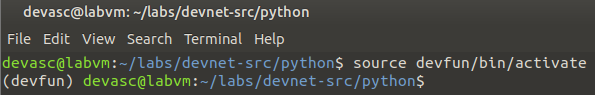 devasc@labvm: ~/labs/devnet-src/python
File Edit View Search Terminal Help
devasc@labvm:~/labs/devnet-src/python$ source devfun/bin/activate
(devfun) devasc@labvm:~/labs/devnet-src/python$